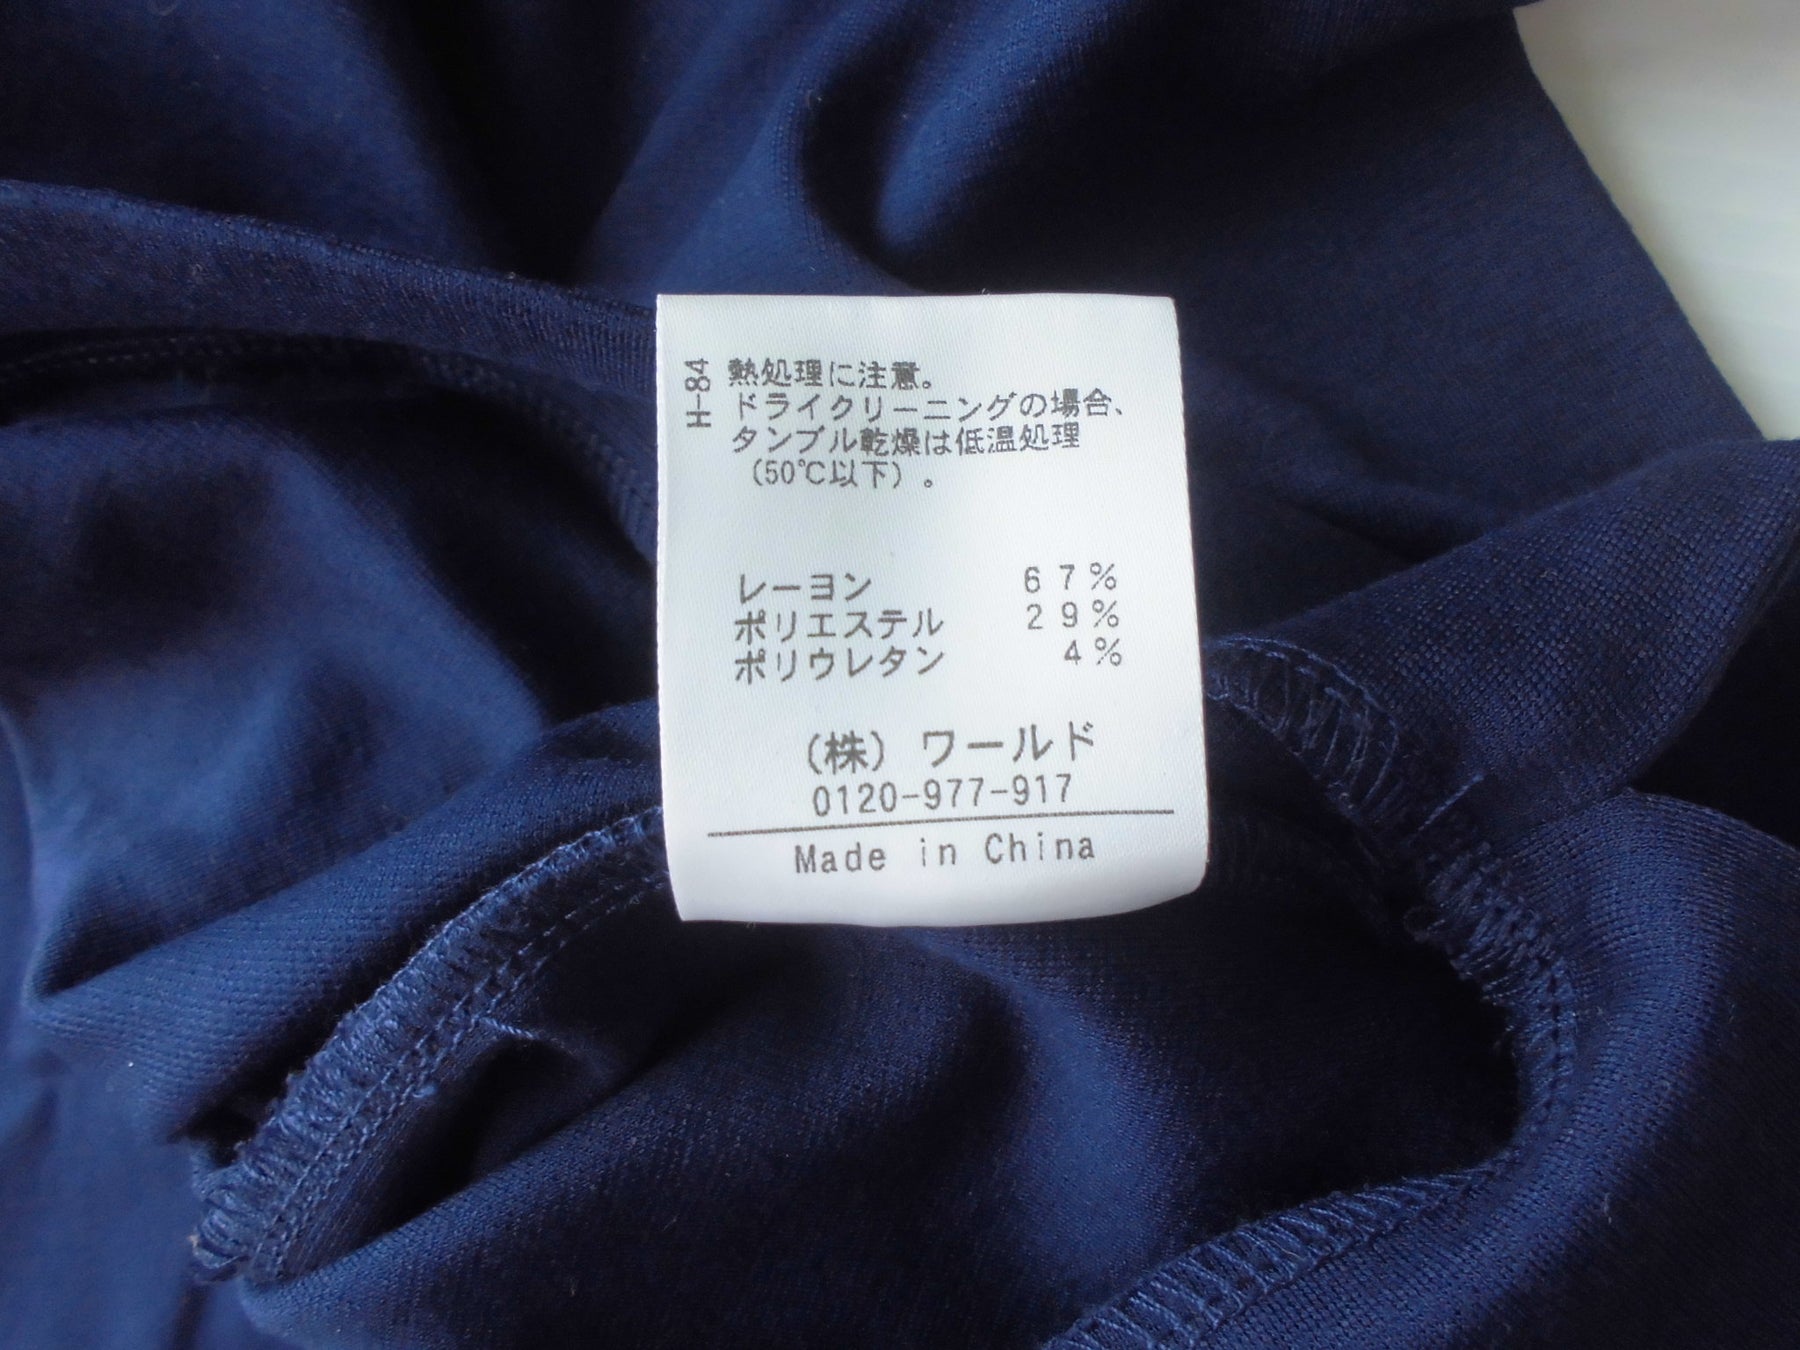 H-84
熱処理に注意。
ドライクリーニングの場合、
タンブル乾燥は低温処理
(50℃以下)。
レーヨン 67%
ポリエステル 29%
ポリウレタン 4%
(株) ワールド
0120-977-917
Made in China